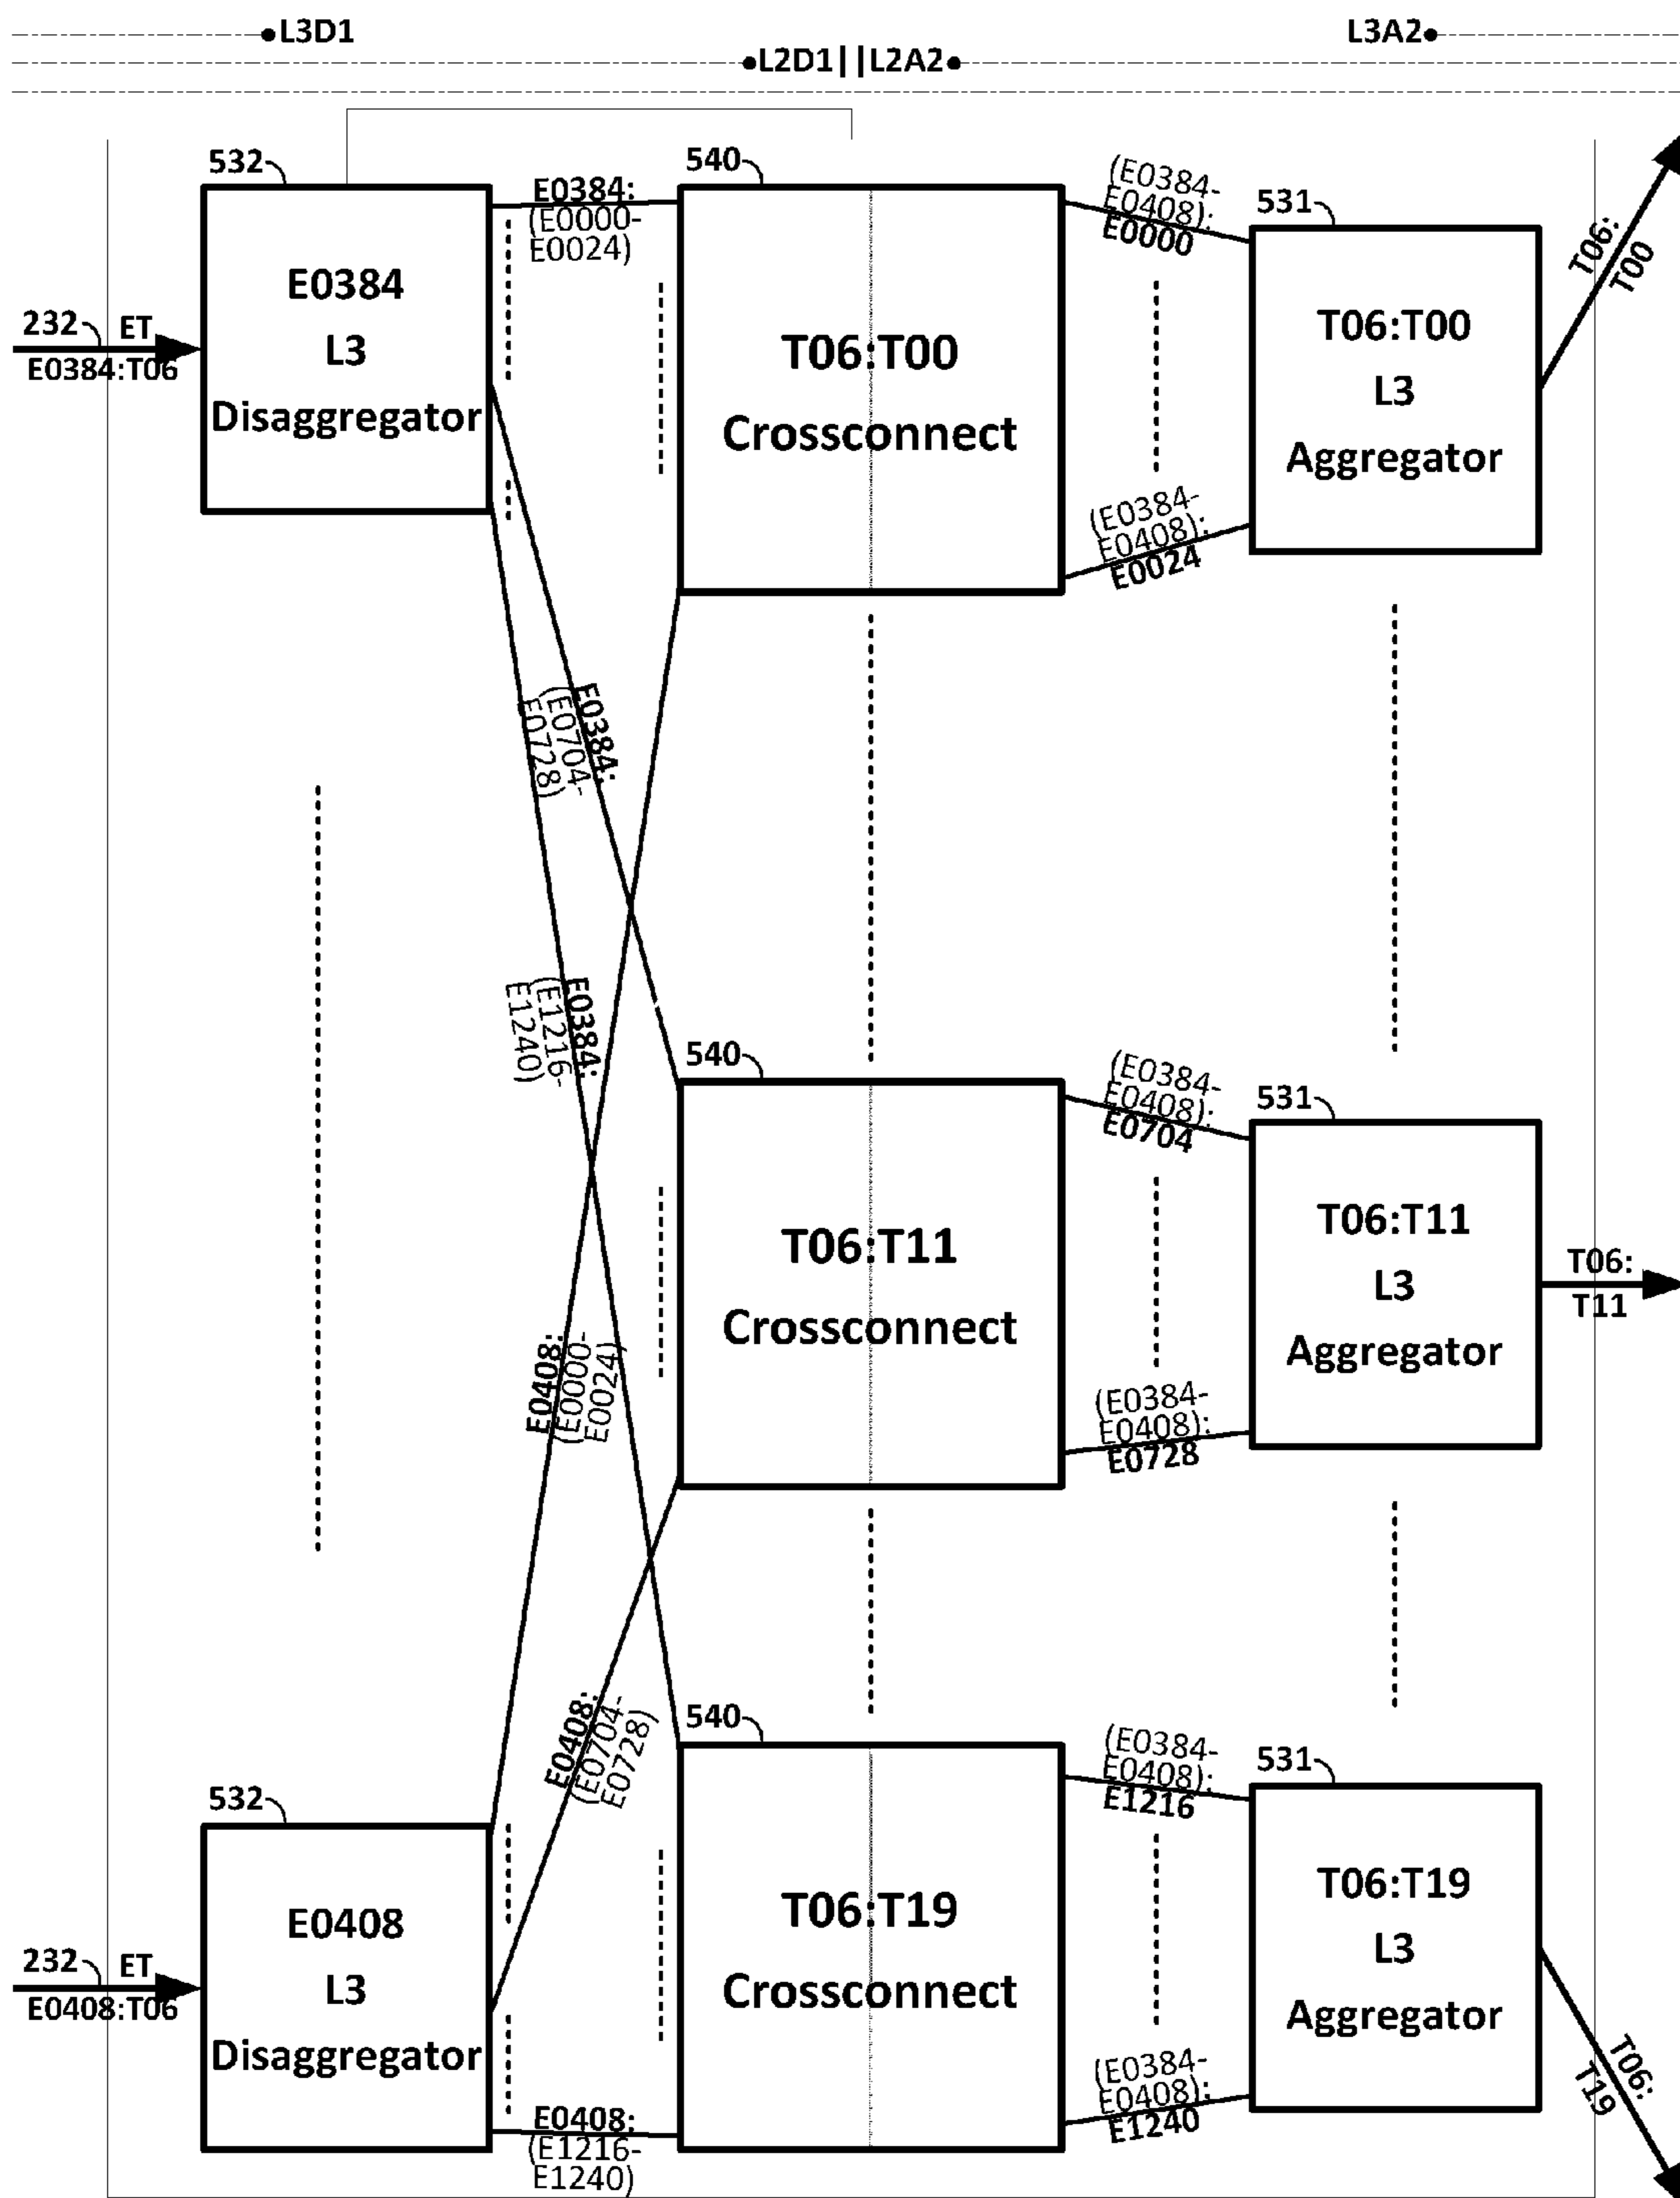 L3D1
L3A2
L2D1||L2A2
532
540
531
E0384:
(E0000-
E0024)
(E0384-
E0408):
E0000
T06:
T00
E0384
L3
Disaggregator
232
ET
E0384:T06
T06:T00
Crossconnect
T06:T00
L3
Aggregator
(E0384-
E0408):
E0024
E0384:
(E0704-
E0728)
E0384:
(E1216-
E1240)
540
531
(E0384-
E0408):
E0704
T06:T11
Crossconnect
T06:T11
L3
Aggregator
T06:
T11
E0408:
(E0000-
E0024)
(E0384-
E0408):
E0728
E0408:
(E0704-
E0728)
540
531
532
(E0384-
E0408):
E1216
E0408
L3
Disaggregator
232
ET
E0408:T06
T06:T19
Crossconnect
T06:T19
L3
Aggregator
T06:
T19
(E0384-
E0408):
E1240
E0408:
(E1216-
E1240)